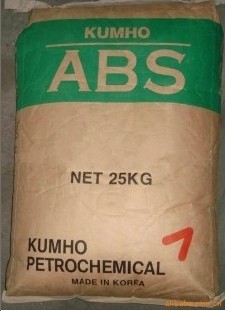 KUMHO
ABS
NET 25KG
KUMHO
PETROCHEMICAL
MADE IN KOREA